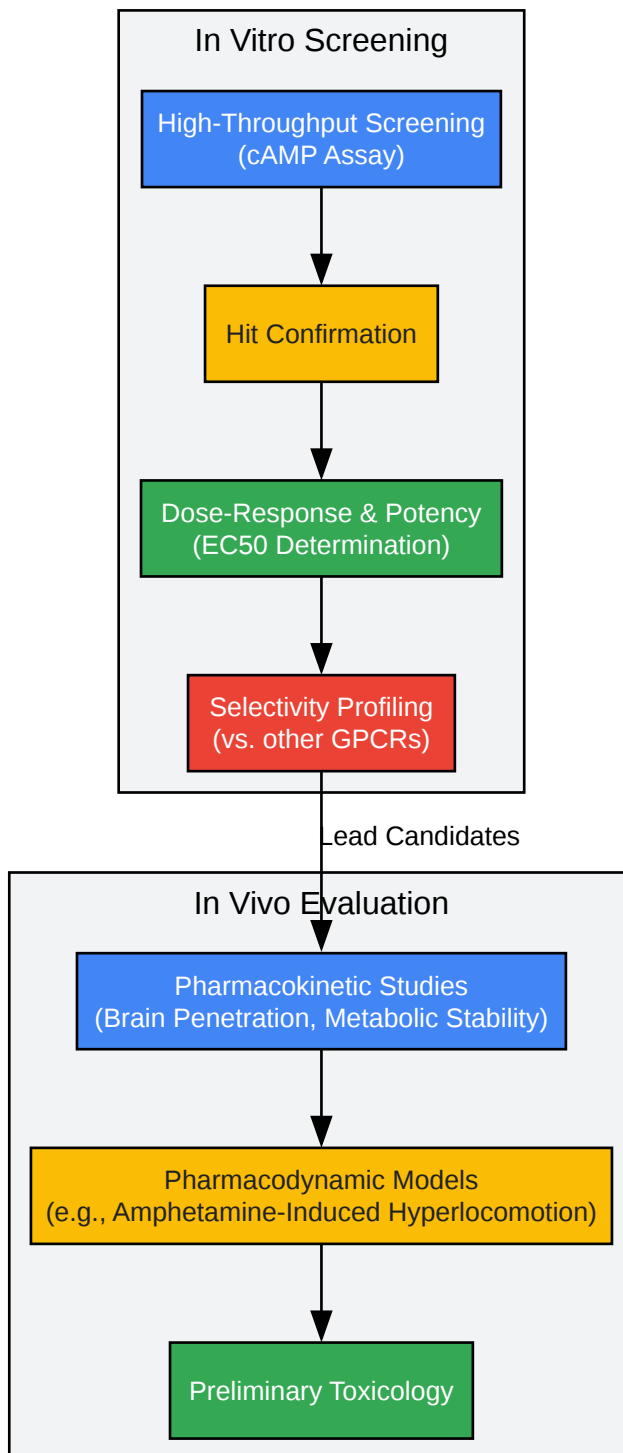 In Vitro Screening
High-Throughput Screening
(cAMP Assay)
Hit Confirmation
Dose-Response & Potency
(EC50 Determination)
Selectivity Profiling
(vs. other GPCRs)
Lead Candidates
In Vivo Evaluation
Pharmacokinetic Studies
(Brain Penetration, Metabolic Stability)
Pharmacodynamic Models
(e.g., Amphetamine-Induced Hyperlocomotion)
Preliminary Toxicology